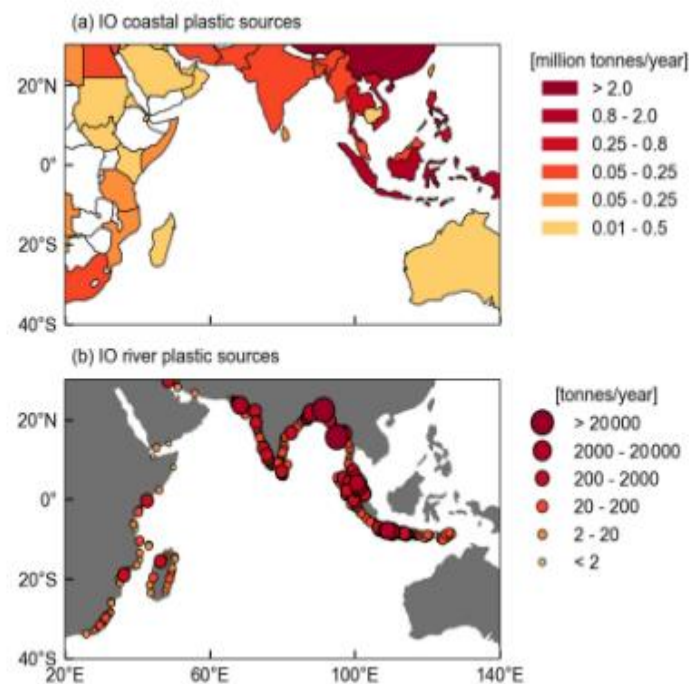 (a) IO coastal plastic sources
[million tonnes/year]
20°N
> 2.0
0.8 - 2.0
0°
0.25 - 0.8
0.05 - 0.25
0.05 - 0.25
20°S
0.01 - 0.5
40°S
60°E
100°E
140°E
(b) IO river plastic sources
[tonnes/year]
20°N
> 20000
2000 - 20000
200 - 2000
0°
20 - 200
2 - 20
< 2
20°S
40°S
20°E
60°E
100°E
140°E